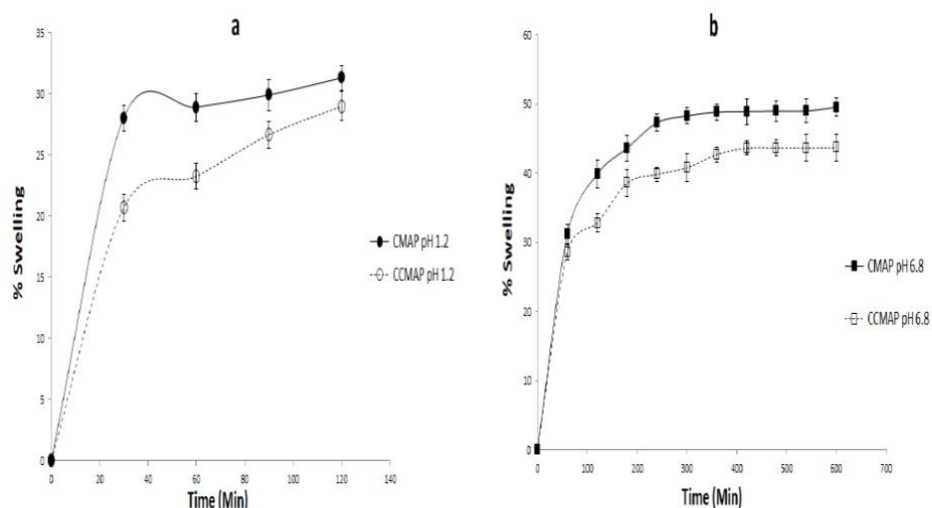 a
35
30
25
20
15
10
5
0
% Swelling
0 20 40 60 80 100 120 140
Time (Min)
CMAP pH 1.2
CCMAP pH 1.2
b
60
50
40
30
20
10
0
% Swelling
0 100 200 300 400 500 600 700
Time (Min)
CMAP pH 6.8
CCMAP pH 6.8